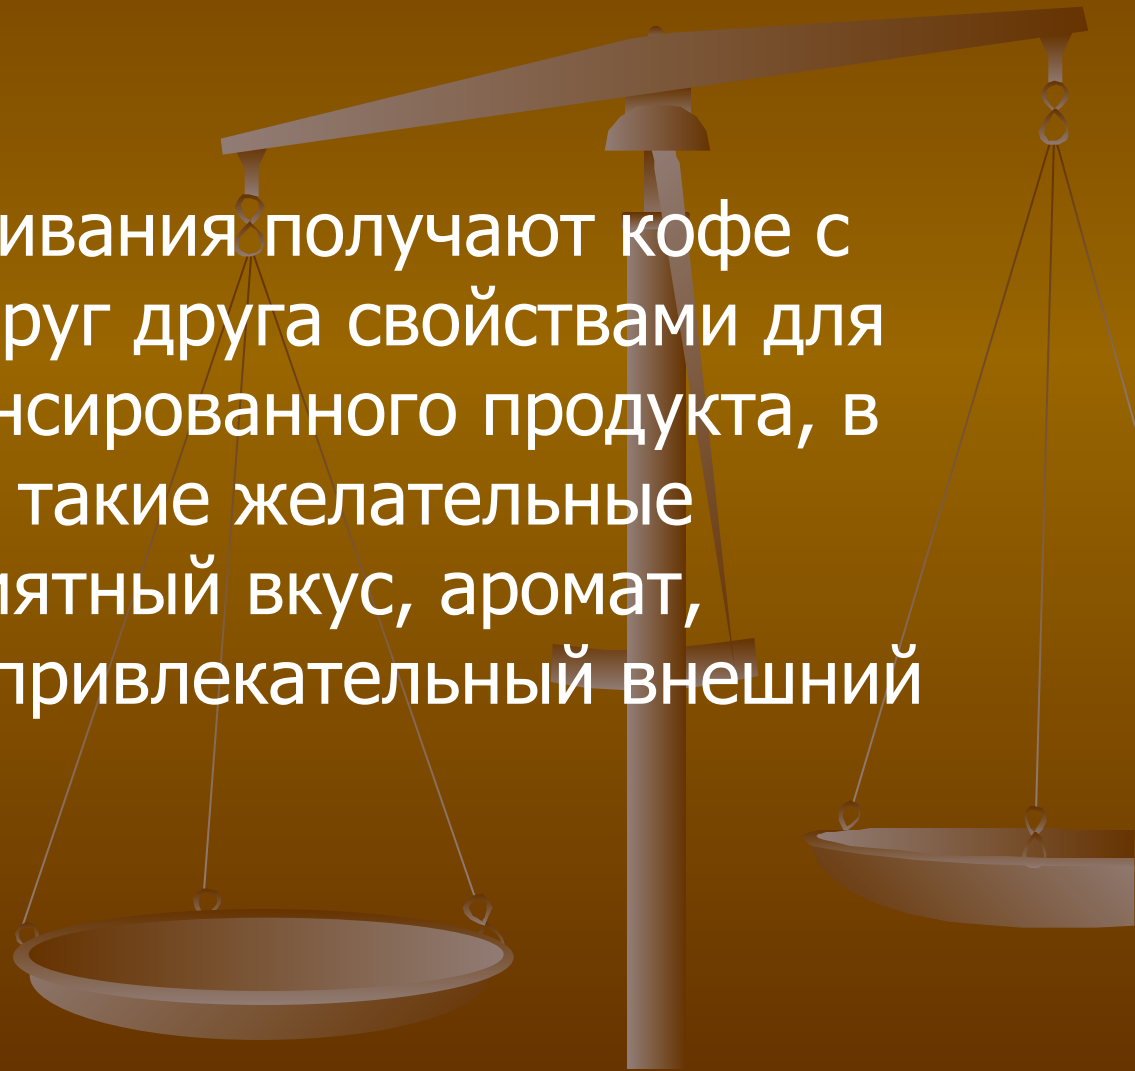 ивания получают кофе с
руг друга свойствами для
нсированного продукта, в
такие желательные
иятный вкус, аромат,
привлекательный внешний